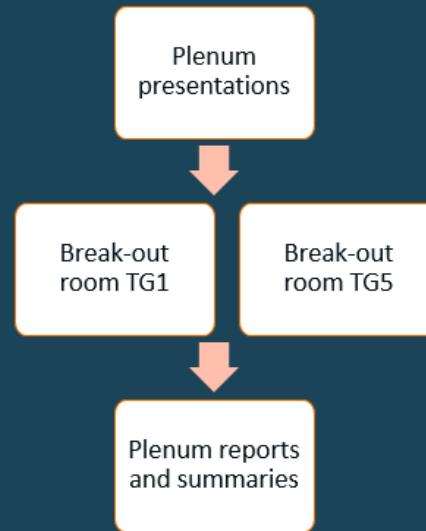 Plenum
presentations
Break-out
room TG1
Break-out
room TG5
Plenum reports
and summaries